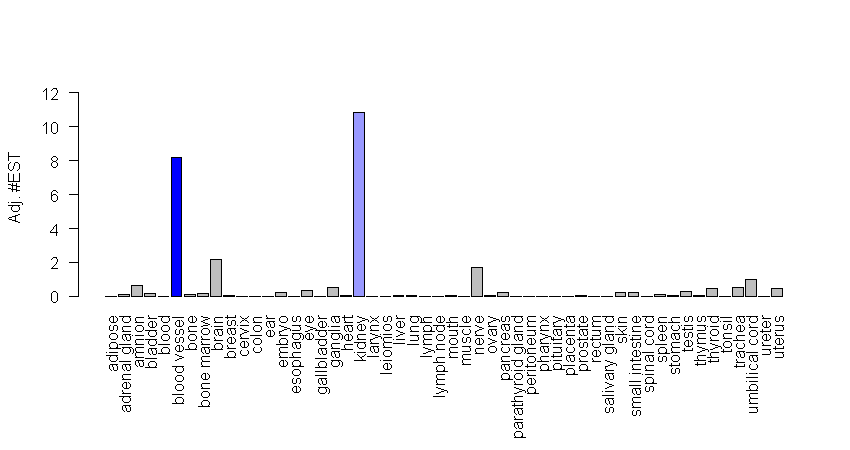 Adj. #EST
12
10
8
6
4
2
0
adipose
adrenal gland
amnion
bladder
blood
blood vessel
bone
bone marrow
brain
breast
cervix
colon
ear
embryo
esophagus
eye
gallbladder
ganglia
heart
kidney
larynx
leiomios
liver
lung
lymph
lymph node
mouth
muscle
nerve
ovary
pancreas
parathyroid gland
peritoneum
pharynx
pituitary
placenta
prostate
rectum
salivary gland
skin
small intestine
spinal cord
spleen
stomach
testis
thymus
thyroid
tonsil
trachea
umbilical cord
ureter
uterus